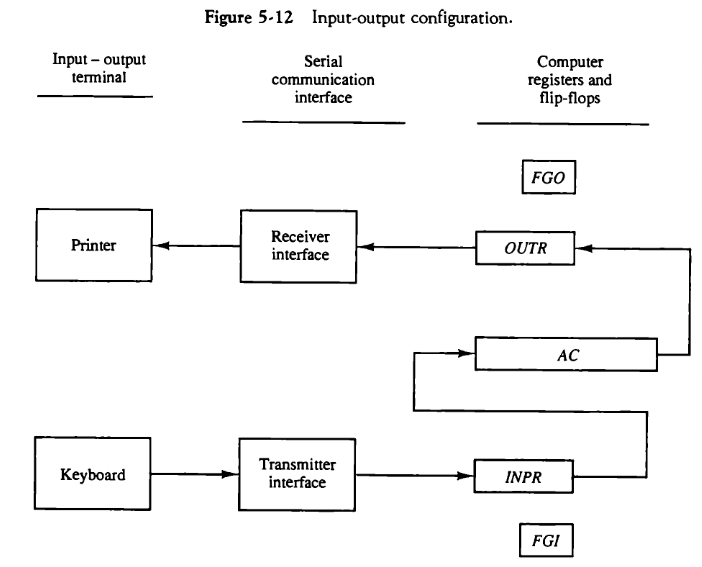 Figure 5-12 Input-output configuration.
Input – output
terminal
Serial
communication
interface
Computer
registers and
flip-flops
FGO
Printer
Receiver
interface
OUTR
AC
Keyboard
Transmitter
interface
INPR
FGI